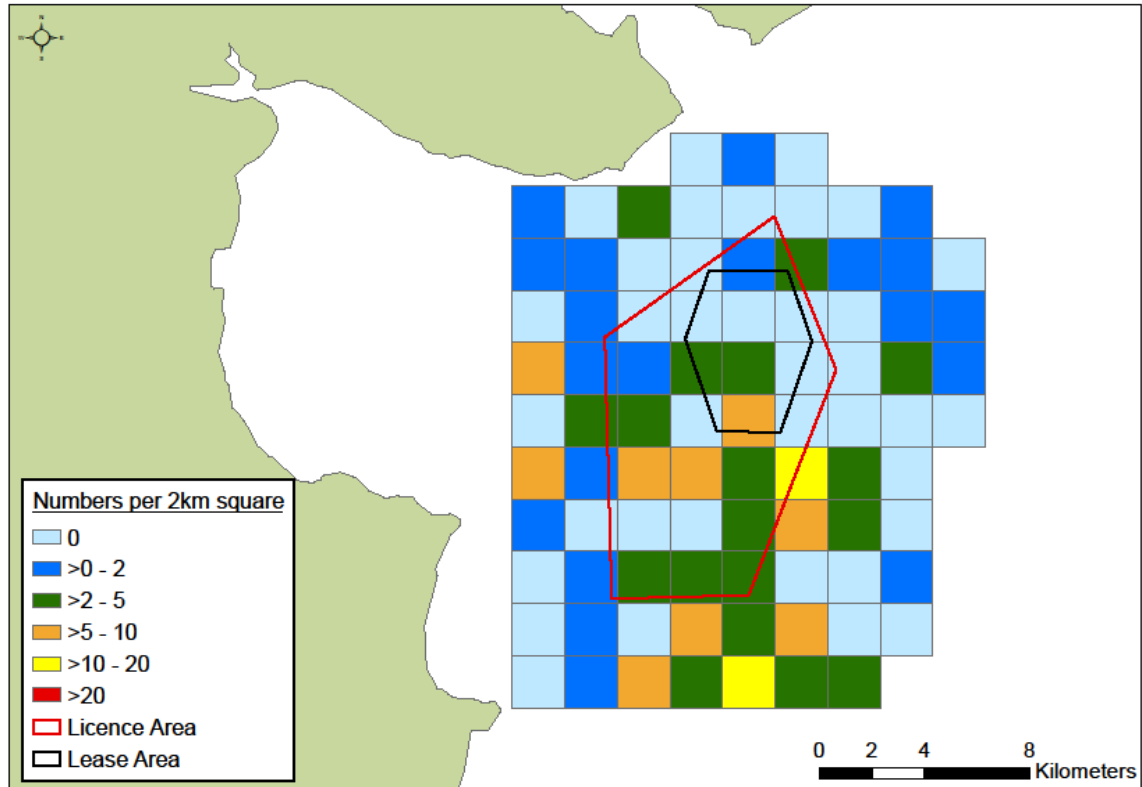 N
W E
S
Numbers per 2km square
0
>0 - 2
>2 - 5
>5 - 10
>10 - 20
>20
Licence Area
Lease Area
0 2 4 8
Kilometers